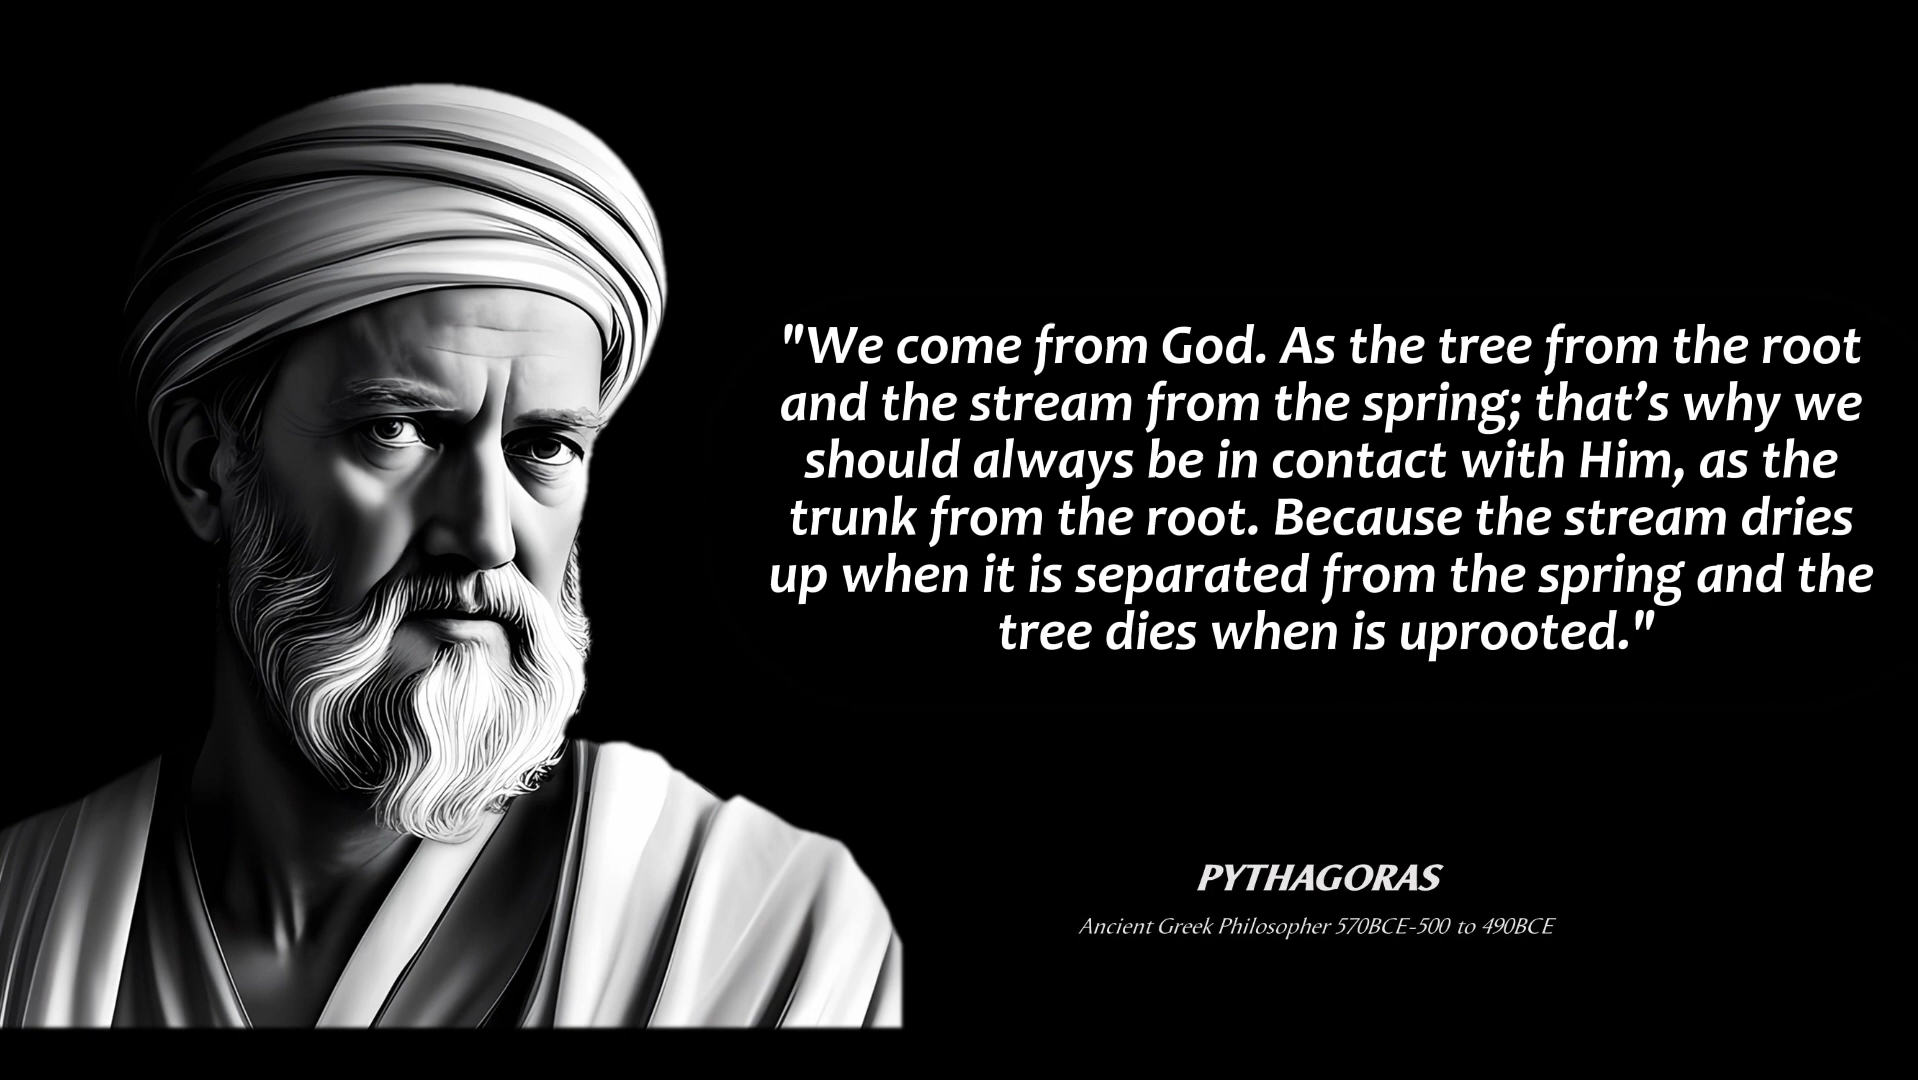 "We come from God. As the tree from the root
and the stream from the spring; that’s why we
should always be in contact with Him, as the
trunk from the root. Because the stream dries
up when it is separated from the spring and the
tree dies when is uprooted."
PYTHAGORAS
Ancient Greek Philosopher 570BCE-500 to 490BCE